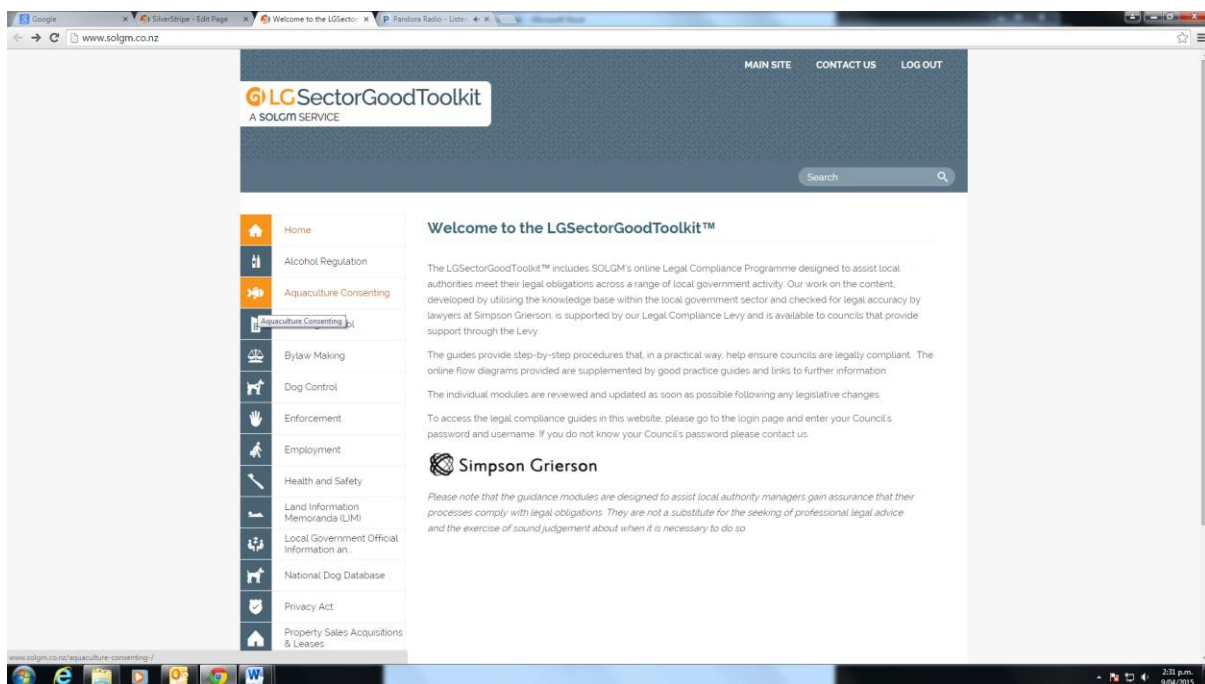 Google
SilverStripe - Edit Page
Welcome to the LGSector
Pandora Radio - Listen
www.solgm.co.nz
MAIN SITE CONTACT US LOG OUT
LGSectorGoodToolkit
A SOLGM SERVICE
Search
Home
Alcohol Regulation
Aquaculture Consenting
Aquaculture Consenting
Bylaw Making
Dog Control
Enforcement
Employment
Health and Safety
Land Information
Memoranda (LIM)
Local Government Official
Information an...
National Dog Database
Privacy Act
Property Sales Acquisitions
& Leases
Welcome to the LGSectorGoodToolkit™
The LGSectorGoodToolkit™ includes SOLGM's online Legal Compliance Programme designed to assist local
authorities meet their legal obligations across a range of local government activity. Our work on the content,
developed by utilising the knowledge base within the local government sector and checked for legal accuracy by
lawyers at Simpson Grierson, is supported by our Legal Compliance Levy and is available to councils that provide
support through the Levy.
The guides provide step-by-step procedures that, in a practical way, help ensure councils are legally compliant. The
online flow diagrams provided are supplemented by good practice guides and links to further information.
The individual modules are reviewed and updated as soon as possible following any legislative changes.
To access the legal compliance guides in this website, please go to the login page and enter your Council's
password and username. If you do not know your Council's password please contact us.
Simpson Grierson
Please note that the guidance modules are designed to assist local authority managers gain assurance that their
processes comply with legal obligations. They are not a substitute for the seeking of professional legal advice
and the exercise of sound judgement about when it is necessary to do so.
www.solgm.co.nz/aquaculture-consenting-/
2:31 p.m.
9/04/2015